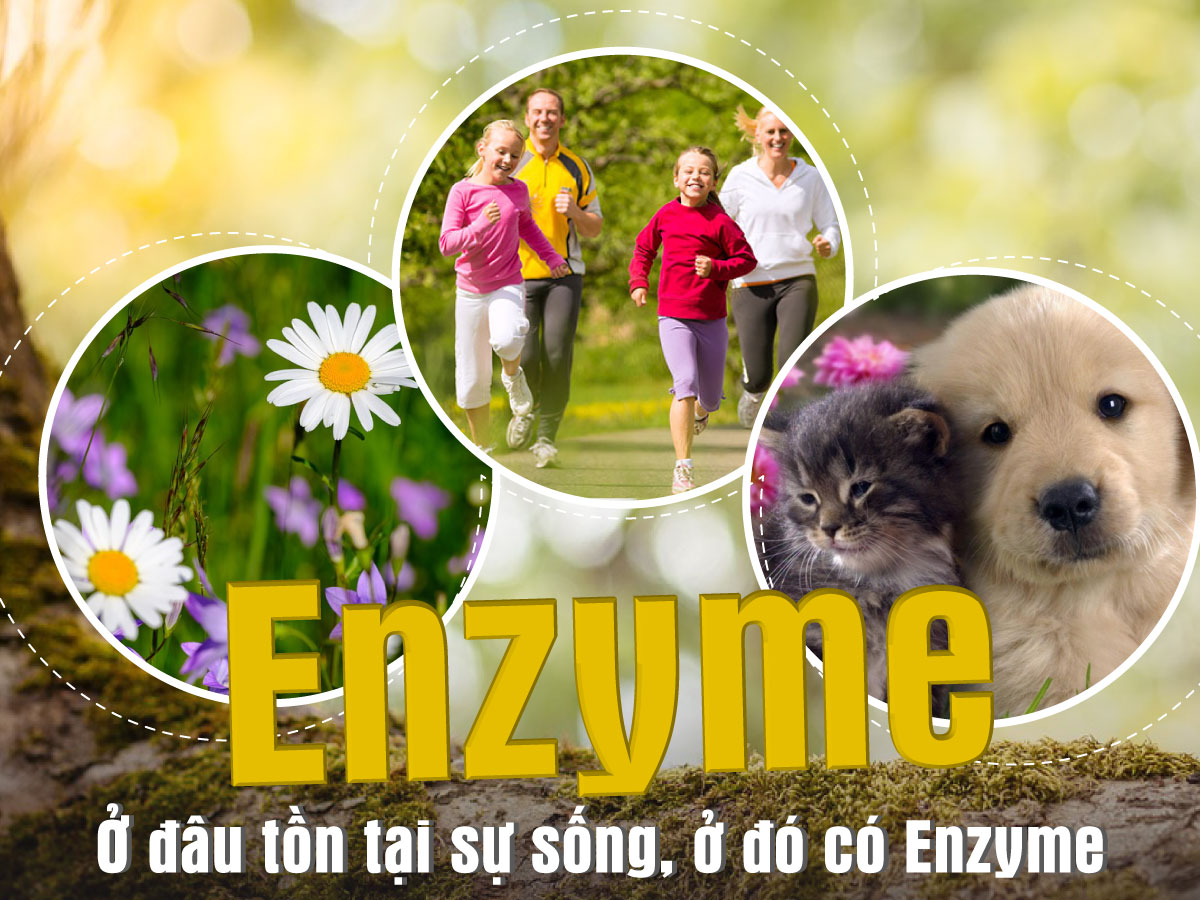 Enzyme
Ở đâu tồn tại sự sống, ở đó có Enzyme